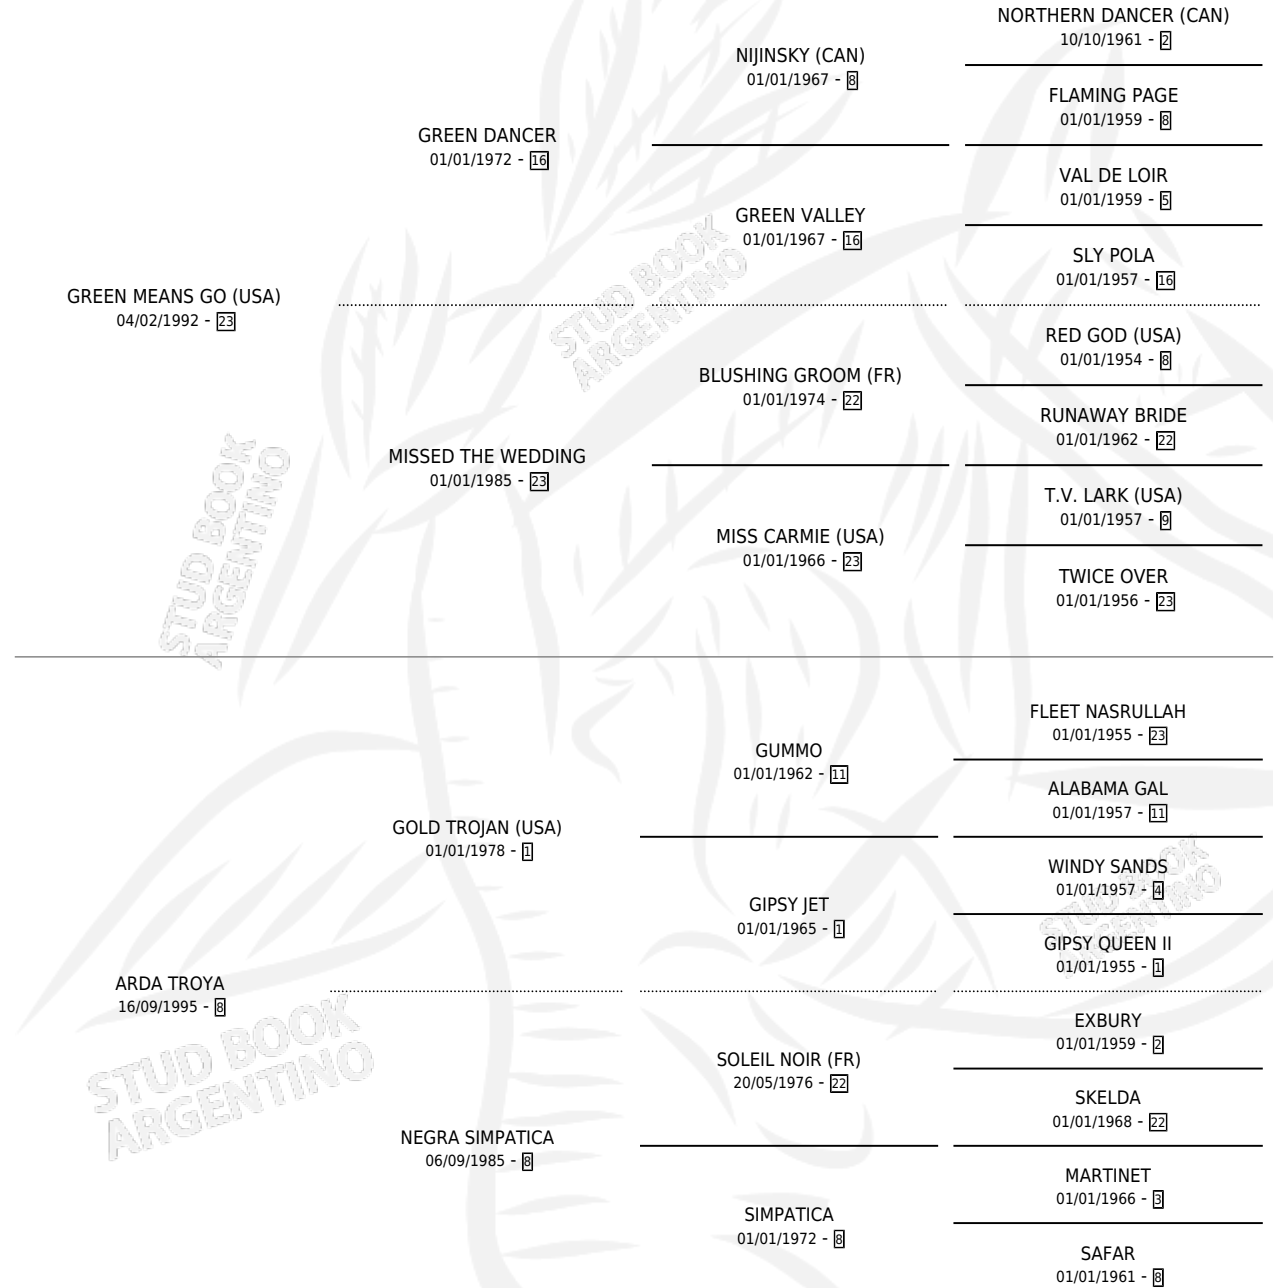 NORTHERN DANCER (CAN)
10/10/1961 - 2
NIJINSKY (CAN)
01/01/1967 - 8
FLAMING PAGE
01/01/1959 - 8
GREEN DANCER
01/01/1972 - 16
VAL DE LOIR
01/01/1959 - 5
GREEN VALLEY
01/01/1967 - 16
SLY POLA
01/01/1957 - 16
GREEN MEANS GO (USA)
04/02/1992 - 23
STUD BOOK
ARGENTINO
RED GOD (USA)
01/01/1954 - 8
BLUSHING GROOM (FR)
01/01/1974 - 22
RUNAWAY BRIDE
01/01/1962 - 22
MISSED THE WEDDING
01/01/1985 - 23
T.V. LARK (USA)
01/01/1957 - 9
MISS CARMIE (USA)
01/01/1966 - 23
TWICE OVER
01/01/1956 - 23
STUD BOOK
ARGENTINO
FLEET NASRULLAH
01/01/1955 - 23
GUMMO
01/01/1962 - 11
ALABAMA GAL
01/01/1957 - 11
GOLD TROJAN (USA)
01/01/1978 - 1
WINDY SANDS
01/01/1957 - 4
GIPSY JET
01/01/1965 - 1
STUD BOOK
ARGENTINO
GIPSY QUEEN II
01/01/1955 - 1
ARDA TROYA
16/09/1995 - 8
EXBURY
01/01/1959 - 2
SOLEIL NOIR (FR)
20/05/1976 - 22
STUD BOOK
ARGENTINO
SKELDA
01/01/1968 - 22
NEGRA SIMPATICA
06/09/1985 - 8
MARTINET
01/01/1966 - 3
SIMPATICA
01/01/1972 - 8
SAFAR
01/01/1961 - 8